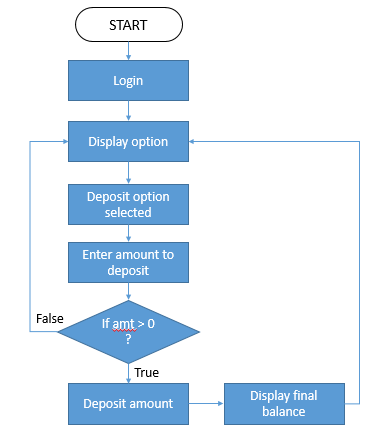 START
Login
Display option
Deposit option
selected
Enter amount to
deposit
If amt > 0
?
False
True
Deposit amount
Display final
balance